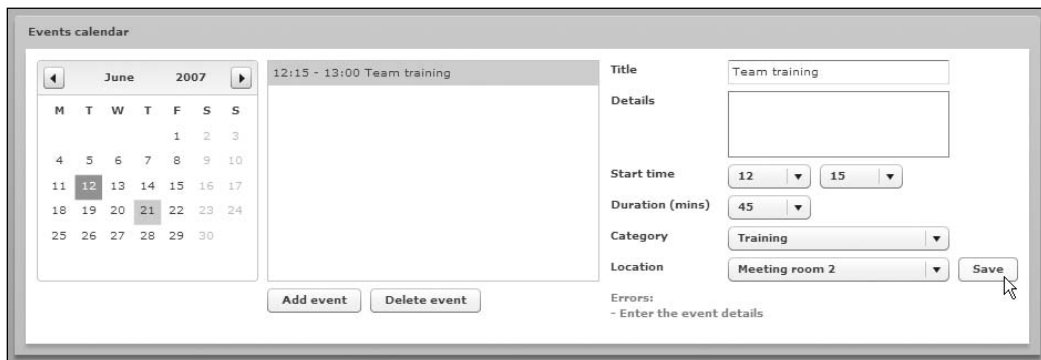 Events calendar
June 2007
M T W T F S S
1 2 3
4 5 6 7 8 9 10
11 12 13 14 15 16 17
18 19 20 21 22 23 24
25 26 27 28 29 30
12:15 - 13:00 Team training
Add event Delete event
Title Team training
Details
Start time 12 15
Duration (mins) 45
Category Training
Location Meeting room 2 Save
Errors:
- Enter the event details